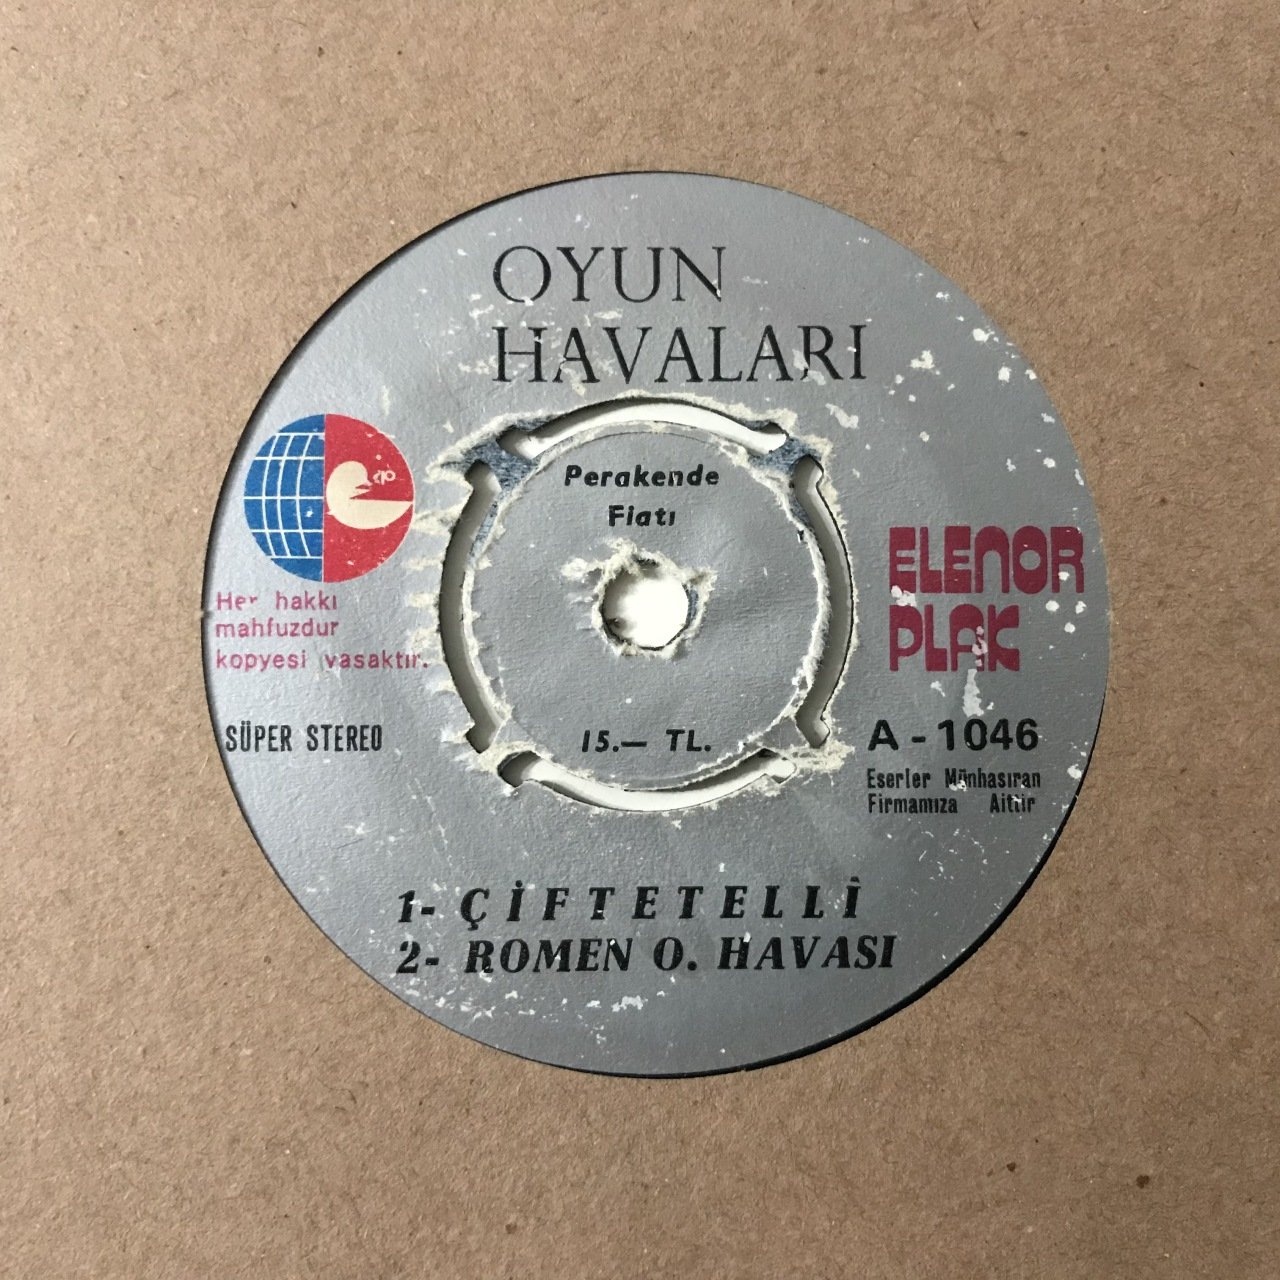 OYUN
HAVALARI
Perakende
Fiatı
ELENOR
PLAK
Her hakkı
mahfuzdur
kopyesi yasaktır.
SÜPER STEREO
15.— TL.
A - 1046
Eserler Münhasıran
Firmamıza Aittir
1- ÇİFTETELLİ
2- ROMEN O. HAVASI